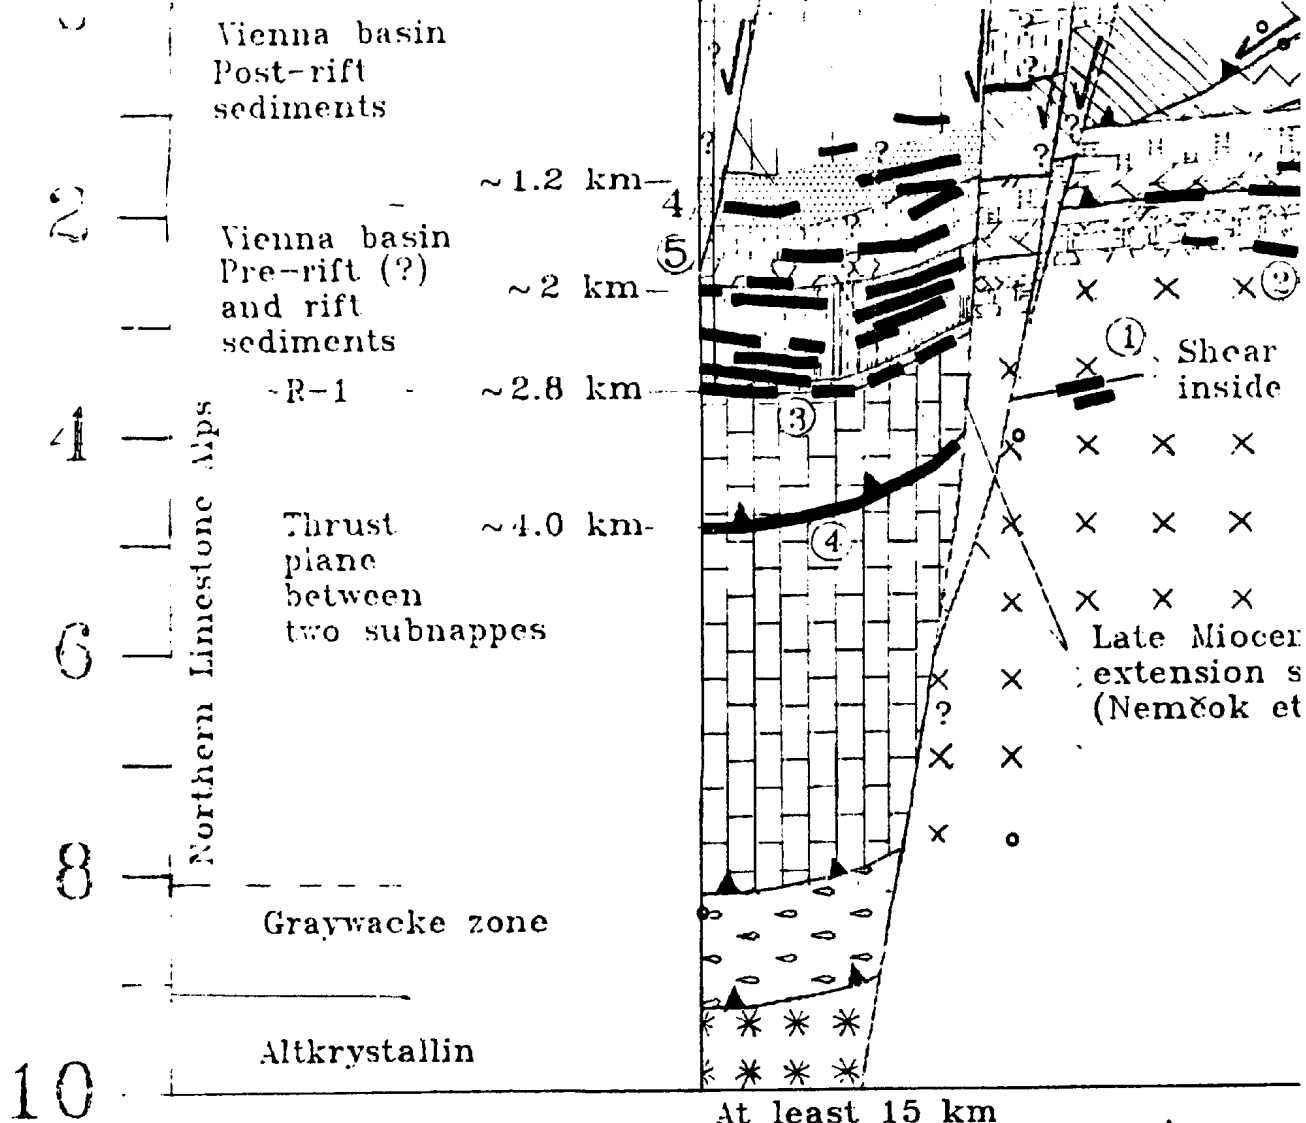 Vienna basin
Post-rift
sediments
~1.2 km
2
4
5
Vienna basin
Pre-rift (?)
and rift
sediments
~2 km
2
1
Shear
inside
-R-1 -
~2.8 km
3
4
Northern Limestone Alps
Thrust
plane
between
two subnappes
~4.0 km
4
6
Late Miocen
extension s
(Nemčok et
?
8
Graywacke zone
Altkrystallin
10
At least 15 km
?
?
?
?
?
?
?
?